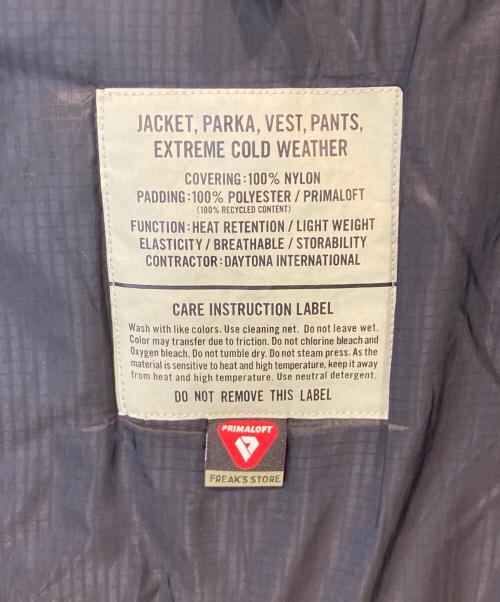 JACKET, PARKA, VEST, PANTS,
EXTREME COLD WEATHER
COVERING:100% NYLON
PADDING:100% POLYESTER / PRIMALOFT
(100% RECYCLED CONTENT)
FUNCTION:HEAT RETENTION / LIGHT WEIGHT
ELASTICITY / BREATHABLE / STORABILITY
CONTRACTOR:DAYTONA INTERNATIONAL
CARE INSTRUCTION LABEL
Wash with like colors. Use cleaning net. Do not leave wet.
Color may transfer due to friction. Do not chlorine bleach and
Oxygen bleach. Do not tumble dry. Do not steam press. As the
material is sensitive to heat and high temperature, keep it away
from heat and high temperature. Use neutral detergent.
DO NOT REMOVE THIS LABEL
PRIMALOFT
FREAK'S STORE